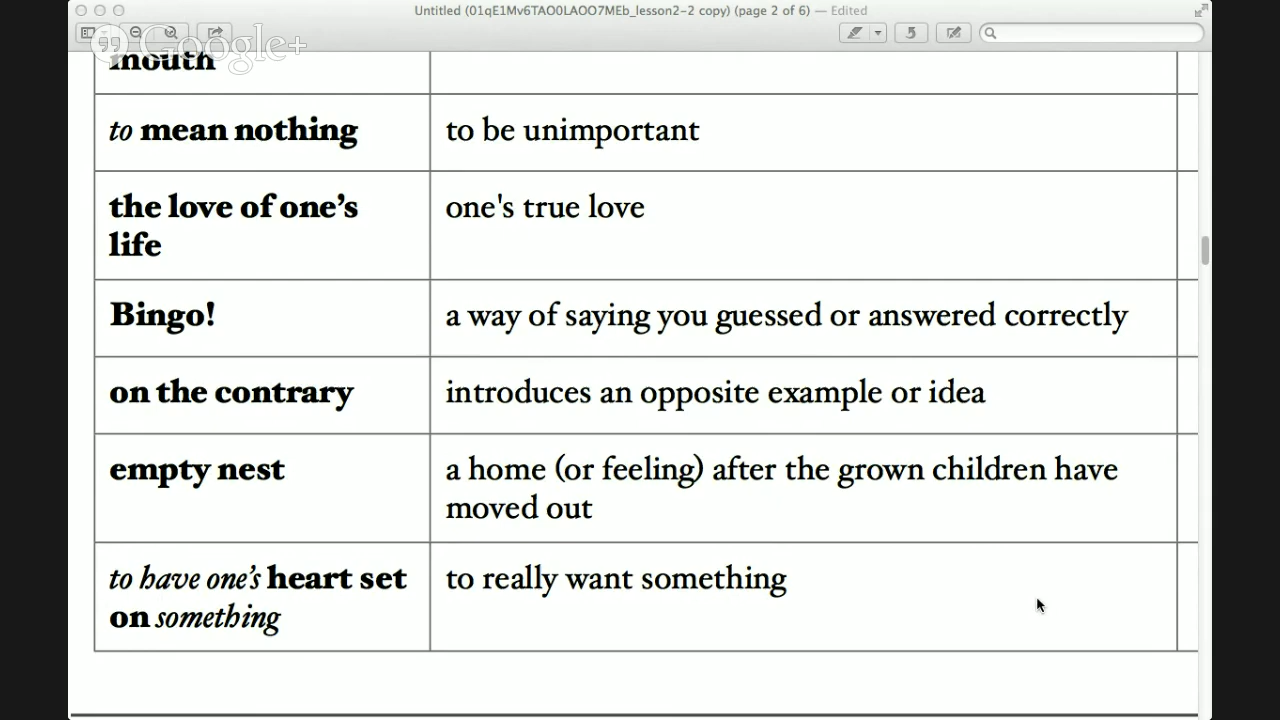 Untitled (01qE1Mv6TAO0LAOO7MEb_lesson2-2 copy) (page 2 of 6) — Edited
Google+
mouth
to mean nothing
to be unimportant
the love of one’s
life
one's true love
Bingo!
a way of saying you guessed or answered correctly
on the contrary
introduces an opposite example or idea
empty nest
a home (or feeling) after the grown children have
moved out
to have one’s heart set
on something
to really want something